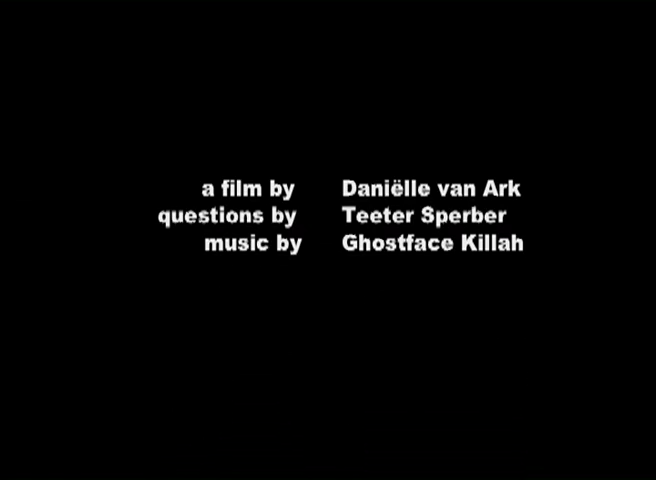 a film by Daniëlle van Ark
questions by Teeter Sperber
music by Ghostface Killah